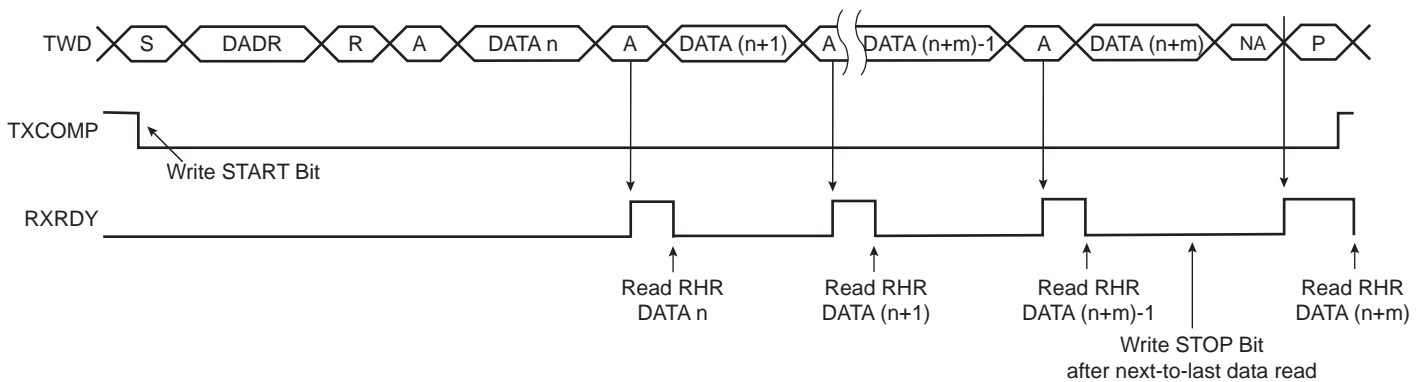 TWD S DADR R A DATA n A DATA (n+1) A DATA (n+m)-1 A DATA (n+m) NA P
TXCOMP
Write START Bit
RXRDY
Read RHR
DATA n
Read RHR
DATA (n+1)
Read RHR
DATA (n+m)-1
Read RHR
DATA (n+m)
Write STOP Bit
after next-to-last data read